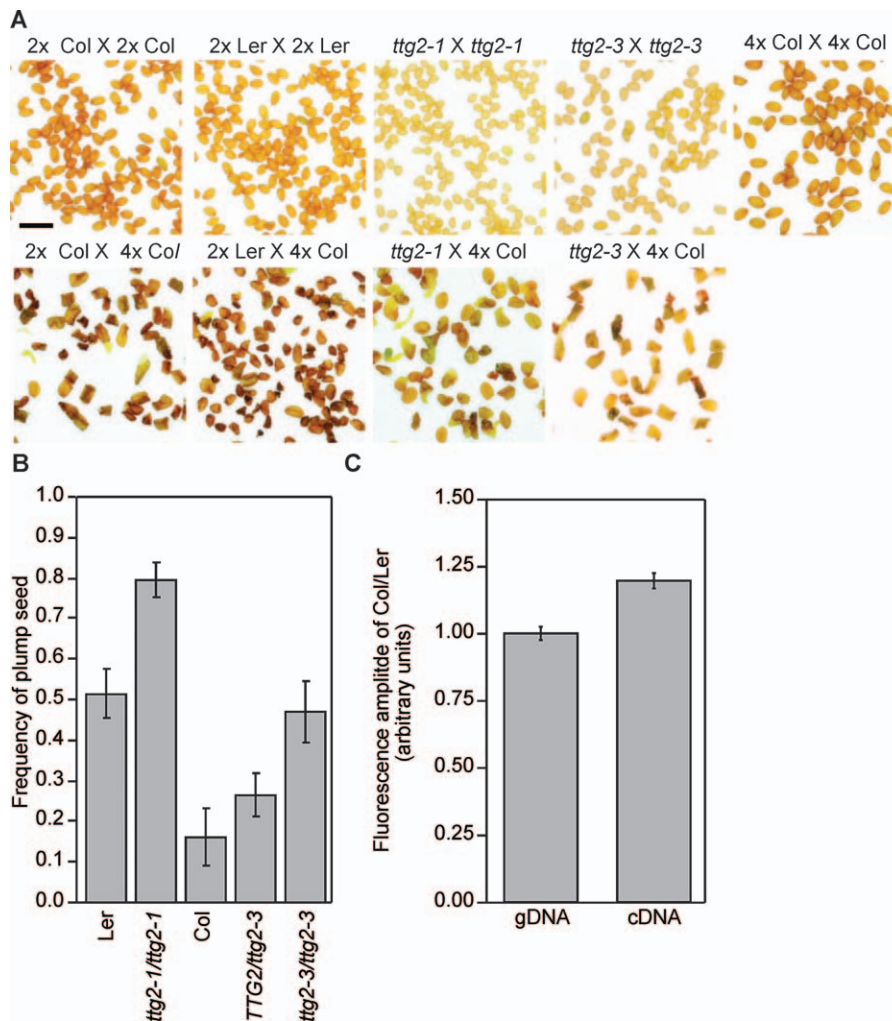 A
2x Col X 2x Col
2x Ler X 2x Ler
ttg2-1 X ttg2-1
ttg2-3 X ttg2-3
4x Col X 4x Col
2x Col X 4x Col
2x Ler X 4x Col
ttg2-1 X 4x Col
ttg2-3 X 4x Col
B
Frequency of plump seed
1.0
0.9
0.8
0.7
0.6
0.5
0.4
0.3
0.2
0.1
0.0
Ler
ttg2-1/ttg2-1
Col
TTG2/ttg2-3
ttg2-3/ttg2-3
C
Fluorescence amplitde of Col/Ler
(arbitrary units)
1.50
1.25
1.00
0.75
0.50
0.25
0.00
gDNA
cDNA